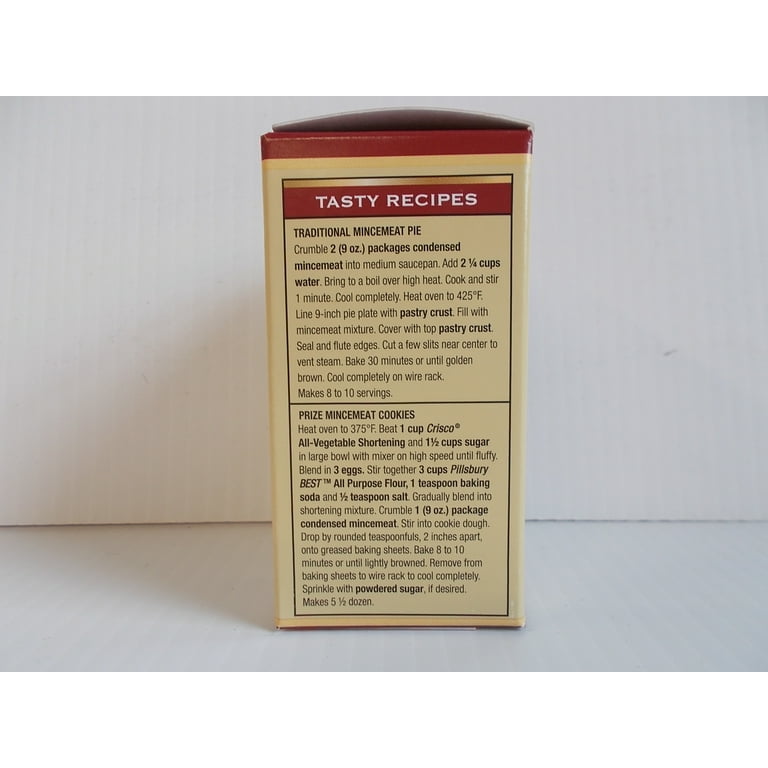 TASTY RECIPES
TRADITIONAL MINCEMEAT PIE
Crumble 2 (9 oz.) packages condensed
mincemeat into medium saucepan. Add 2 ¼ cups
water. Bring to a boil over high heat. Cook and stir
1 minute. Cool completely. Heat oven to 425°F.
Line 9-inch pie plate with pastry crust. Fill with
mincemeat mixture. Cover with top pastry crust.
Seal and flute edges. Cut a few slits near center to
vent steam. Bake 30 minutes or until golden
brown. Cool completely on wire rack.
Makes 8 to 10 servings.
PRIZE MINCEMEAT COOKIES
Heat oven to 375°F. Beat 1 cup Crisco®
All-Vegetable Shortening and 1½ cups sugar
in large bowl with mixer on high speed until fluffy.
Blend in 3 eggs. Stir together 3 cups Pillsbury
BEST™ All Purpose Flour, 1 teaspoon baking
soda and ½ teaspoon salt. Gradually blend into
shortening mixture. Crumble 1 (9 oz.) package
condensed mincemeat. Stir into cookie dough.
Drop by rounded teaspoonfuls, 2 inches apart,
onto greased baking sheets. Bake 8 to 10
minutes or until lightly browned. Remove from
baking sheets to wire rack to cool completely.
Sprinkle with powdered sugar, if desired.
Makes 5 ½ dozen.